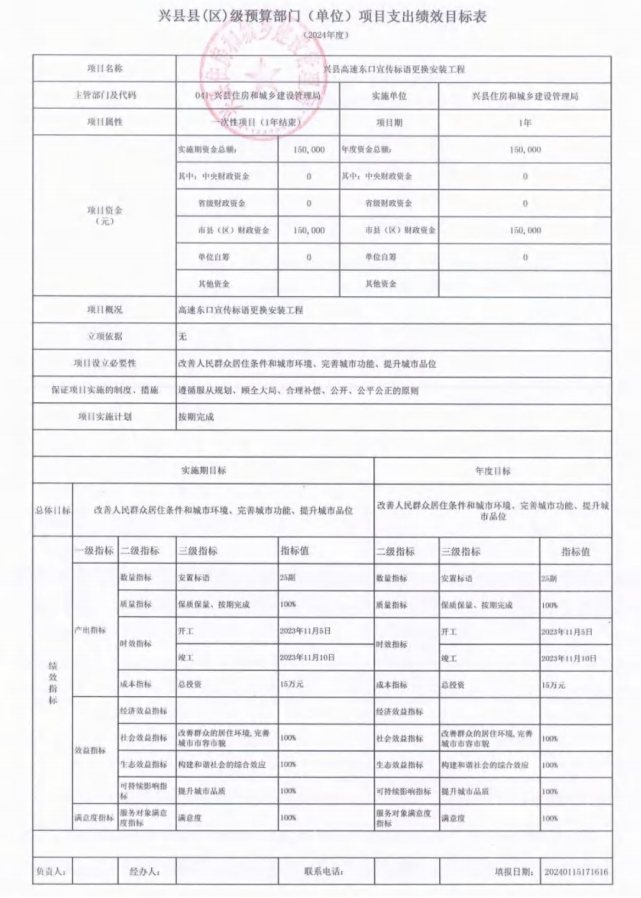 兴县县(区)级预算部门（单位）项目支出绩效目标表
（2024年度）
项目名称 兴县高速东口宣传标语更换安装工程
主管部门及代码 041-兴县住房和城乡建设管理局 实施单位 兴县住房和城乡建设管理局
项目属性 一次性项目（1年结束） 项目期 1年
项目资金（元） 实施期资金总额： 150,000 年度资金总额： 150,000
其中：中央财政资金 0 其中：中央财政资金 0
省级财政资金 0 省级财政资金 0
市县（区）财政资金 150,000 市县（区）财政资金 150,000
单位自筹 0 单位自筹 0
其他资金 其他资金
项目概况 高速东口宣传标语更换安装工程
立项依据 无
项目设立必要性 改善人民群众居住条件和城市环境、完善城市功能、提升城市品位
保证项目实施的制度、措施 遵循服从规划、顾全大局、合理补偿、公开、公平公正的原则
项目实施计划 按期完成
实施期目标 年度目标
总体目标 改善人民群众居住条件和城市环境、完善城市功能、提升城市品位 改善人民群众居住条件和城市环境、完善城市功能、提升城市品位
绩效指标 一级指标 二级指标 三级指标 指标值 二级指标 三级指标 指标值
产出指标 数量指标 安置标语 25副 数量指标 安置标语 25副
质量指标 保质保量、按期完成 100% 质量指标 保质保量、按期完成 100%
时效指标 开工 2023年11月5日 时效指标 开工 2023年11月5日
竣工 2023年11月10日 竣工 2023年11月10日
成本指标 总投资 15万元 成本指标 总投资 15万元
效益指标 经济效益指标 经济效益指标
社会效益指标 改善群众的居住环境,完善城市市容市貌 100% 社会效益指标 改善群众的居住环境,完善城市市容市貌 100%
生态效益指标 构建和谐社会的综合效应 100% 生态效益指标 构建和谐社会的综合效应 100%
可持续影响指标 提升城市品质 100% 可持续影响指标 提升城市品质 100%
满意度指标 服务对象满意度指标 满意度 100% 服务对象满意度指标 满意度 100%
负责人： 经办人： 联系电话： 填报日期： 20240115171616